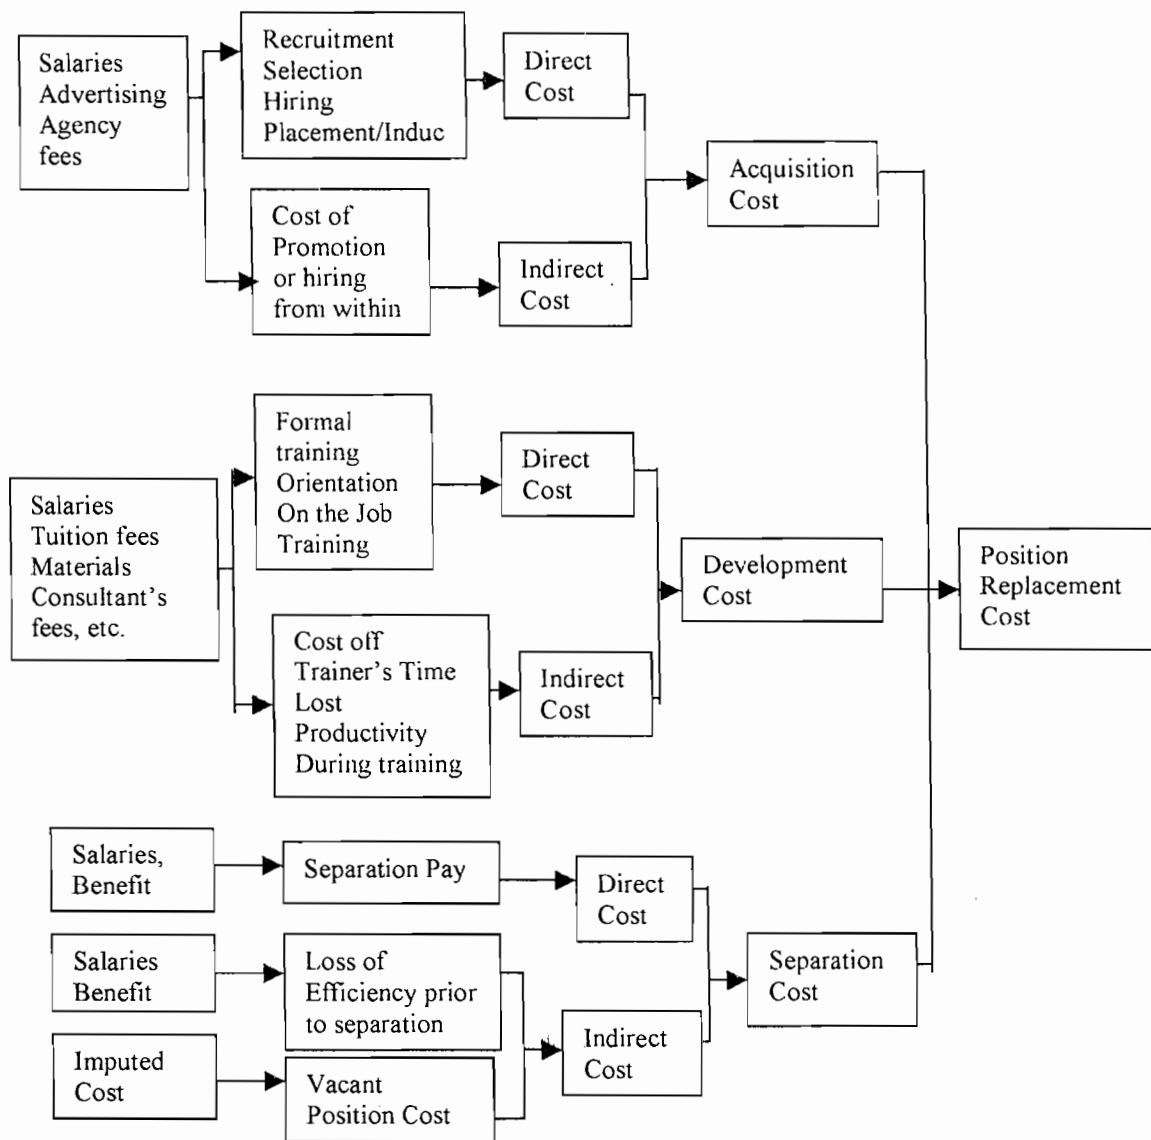 Salaries
Advertising
Agency
fees
Recruitment
Selection
Hiring
Placement/Induc
Direct
Cost
Cost of
Promotion
or hiring
from within
Indirect
Cost
Acquisition
Cost
Salaries
Tuition fees
Materials
Consultant's
fees, etc.
Formal
training
Orientation
On the Job
Training
Direct
Cost
Cost off
Trainer's Time
Lost
Productivity
During training
Indirect
Cost
Development
Cost
Position
Replacement
Cost
Salaries,
Benefit
Separation Pay
Direct
Cost
Salaries
Benefit
Loss of
Efficiency prior
to separation
Imputed
Cost
Vacant
Position Cost
Indirect
Cost
Separation
Cost